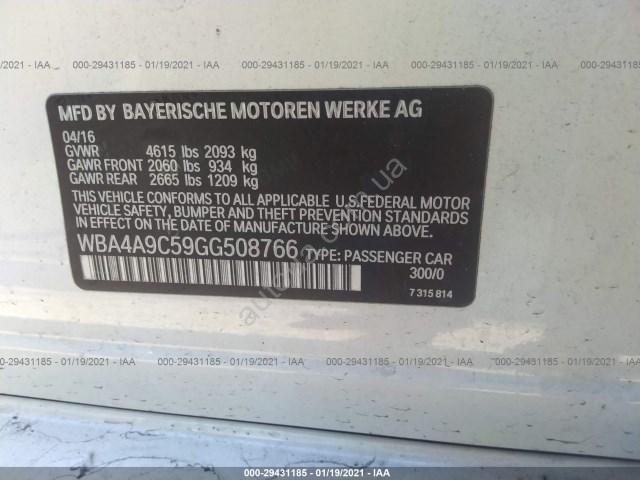 000-29431185 - 01/19/2021 - IAA
MFD BY BAYERISCHE MOTOREN WERKE AG
04/16
GVWR 4615 lbs 2093 kg
GAWR FRONT 2060 lbs 934 kg
GAWR REAR 2665 lbs 1209 kg
THIS VEHICLE CONFORMS TO ALL APPLICABLE U.S.FEDERAL MOTOR
VEHICLE SAFETY, BUMPER AND THEFT PREVENTION STANDARDS
IN EFFECT ON THE DATE OF MANUFACTURE SHOWN ABOVE.
WBA4A9C59GG508766 TYPE: PASSENGER CAR
300/0
7 315 814
000-29431185 - 01/19/2021 - IAA
000-29431185 - 01/19/2021 - IAA